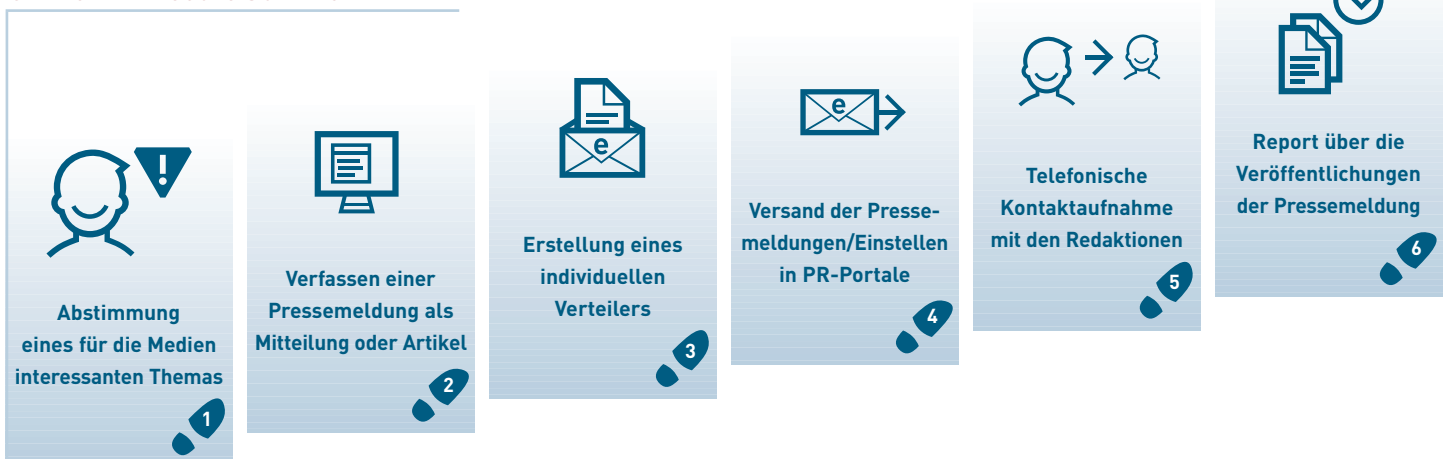 Abstimmung
eines für die Medien
interessanten Themas
1
Verfassen einer
Pressemeldung als
Mitteilung oder Artikel
2
e
Erstellung eines
individuellen
Verteilers
3
e
Versand der Presse-
meldungen/Einstellen
in PR-Portale
4
Telefonische
Kontaktaufnahme
mit den Redaktionen
5
Report über die
Veröffentlichungen
der Pressemeldung
6